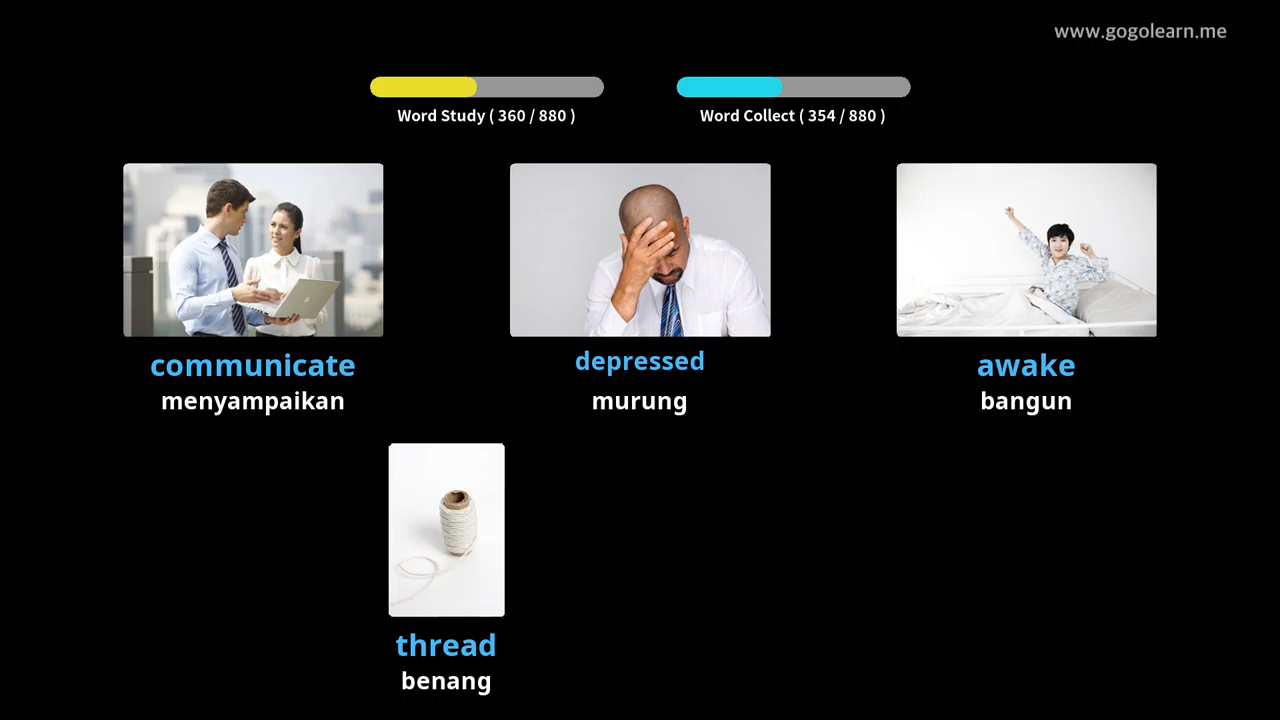 www.gogolearn.me
Word Study ( 360 / 880 )
Word Collect ( 354 / 880 )
communicate
menyampaikan
depressed
murung
awake
bangun
thread
benang